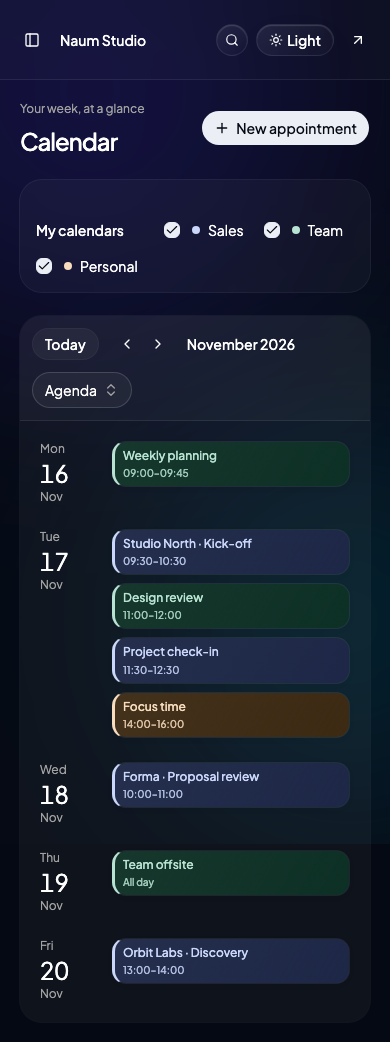 Naum Studio
Light
Your week, at a glance
Calendar
New appointment
My calendars
Sales
Team
Personal
Today
November 2026
Agenda
Mon
16
Nov
Weekly planning
09:00–09:45
Tue
17
Nov
Studio North · Kick-off
09:30–10:30
Design review
11:00–12:00
Project check-in
11:30–12:30
Focus time
14:00–16:00
Wed
18
Nov
Forma · Proposal review
10:00–11:00
Thu
19
Nov
Team offsite
All day
Fri
20
Nov
Orbit Labs · Discovery
13:00–14:00